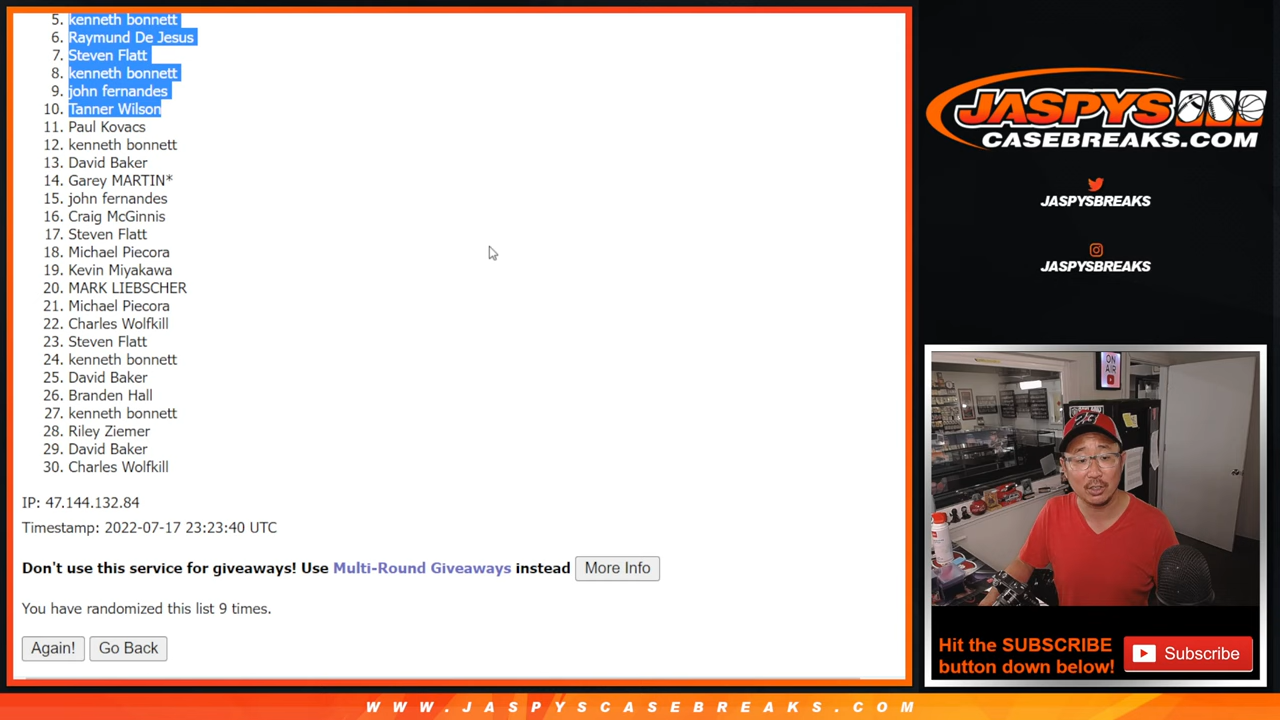 5. kenneth bonnett
6. Raymund De Jesus
7. Steven Flatt
8. kenneth bonnett
9. john fernandes
10. Tanner Wilson
11. Paul Kovacs
12. kenneth bonnett
13. David Baker
14. Garey MARTIN*
15. john fernandes
16. Craig McGinnis
17. Steven Flatt
18. Michael Piecora
19. Kevin Miyakawa
20. MARK LIEBSCHER
21. Michael Piecora
22. Charles Wolfkill
23. Steven Flatt
24. kenneth bonnett
25. David Baker
26. Branden Hall
27. kenneth bonnett
28. Riley Ziemer
29. David Baker
30. Charles Wolfkill
IP: 47.144.132.84
Timestamp: 2022-07-17 23:23:40 UTC
Don't use this service for giveaways! Use Multi-Round Giveaways instead More Info
You have randomized this list 9 times.
Again! Go Back
JASPYS
CASEBREAKS.COM
JASPYSBREAKS
JASPYSBREAKS
ON
AIR
Hit the SUBSCRIBE
button down below!
Subscribe
WWW.JASPYSCASEBREAKS.COM